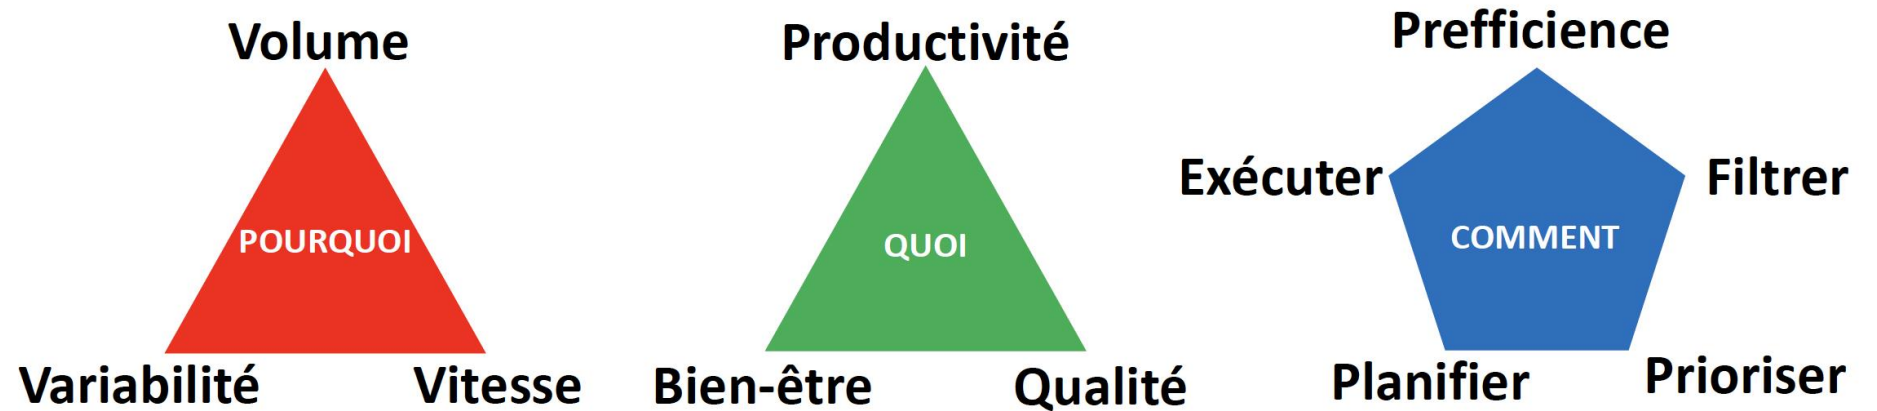 Volume
POURQUOI
Variabilité
Vitesse
Productivité
QUOI
Bien-être
Qualité
Prefficience
Exécuter
Filtrer
COMMENT
Planifier
Prioriser